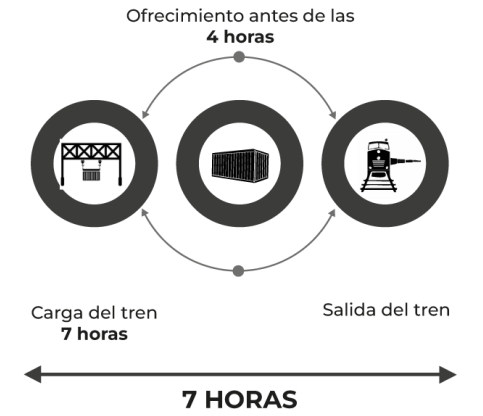 Ofrecimiento antes de las
4 horas
Carga del tren
7 horas
Salida del tren
7 HORAS